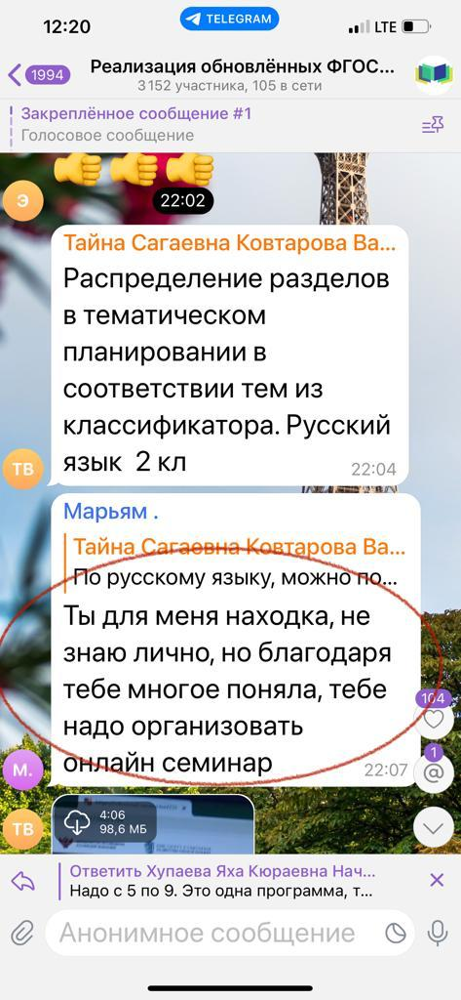 12:20
TELEGRAM
LTE
1994
Реализация обновлённых ФГОС...
3 152 участника, 105 в сети
Закреплённое сообщение #1
Голосовое сообщение
22:02
Э
Тайна Сагаевна Ковтарова Ва...
Распределение разделов
в тематическом
планировании в
соответствии тем из
классификатора. Русский
язык 2 кл
22:04
ТВ
Марьям .
Тайна Сагаевна Ковтарова Ва...
По русскому языку, можно по...
Ты для меня находка, не
знаю лично, но благодаря
тебе многое поняла, тебе
надо организовать
онлайн семинар
22:07
М.
104
1
@
ТВ
4:06
98,6 МБ
Ответить Хупаева Яха Кюраевна Нач...
Надо с 5 по 9. Это одна программа, т...
Анонимное сообщение